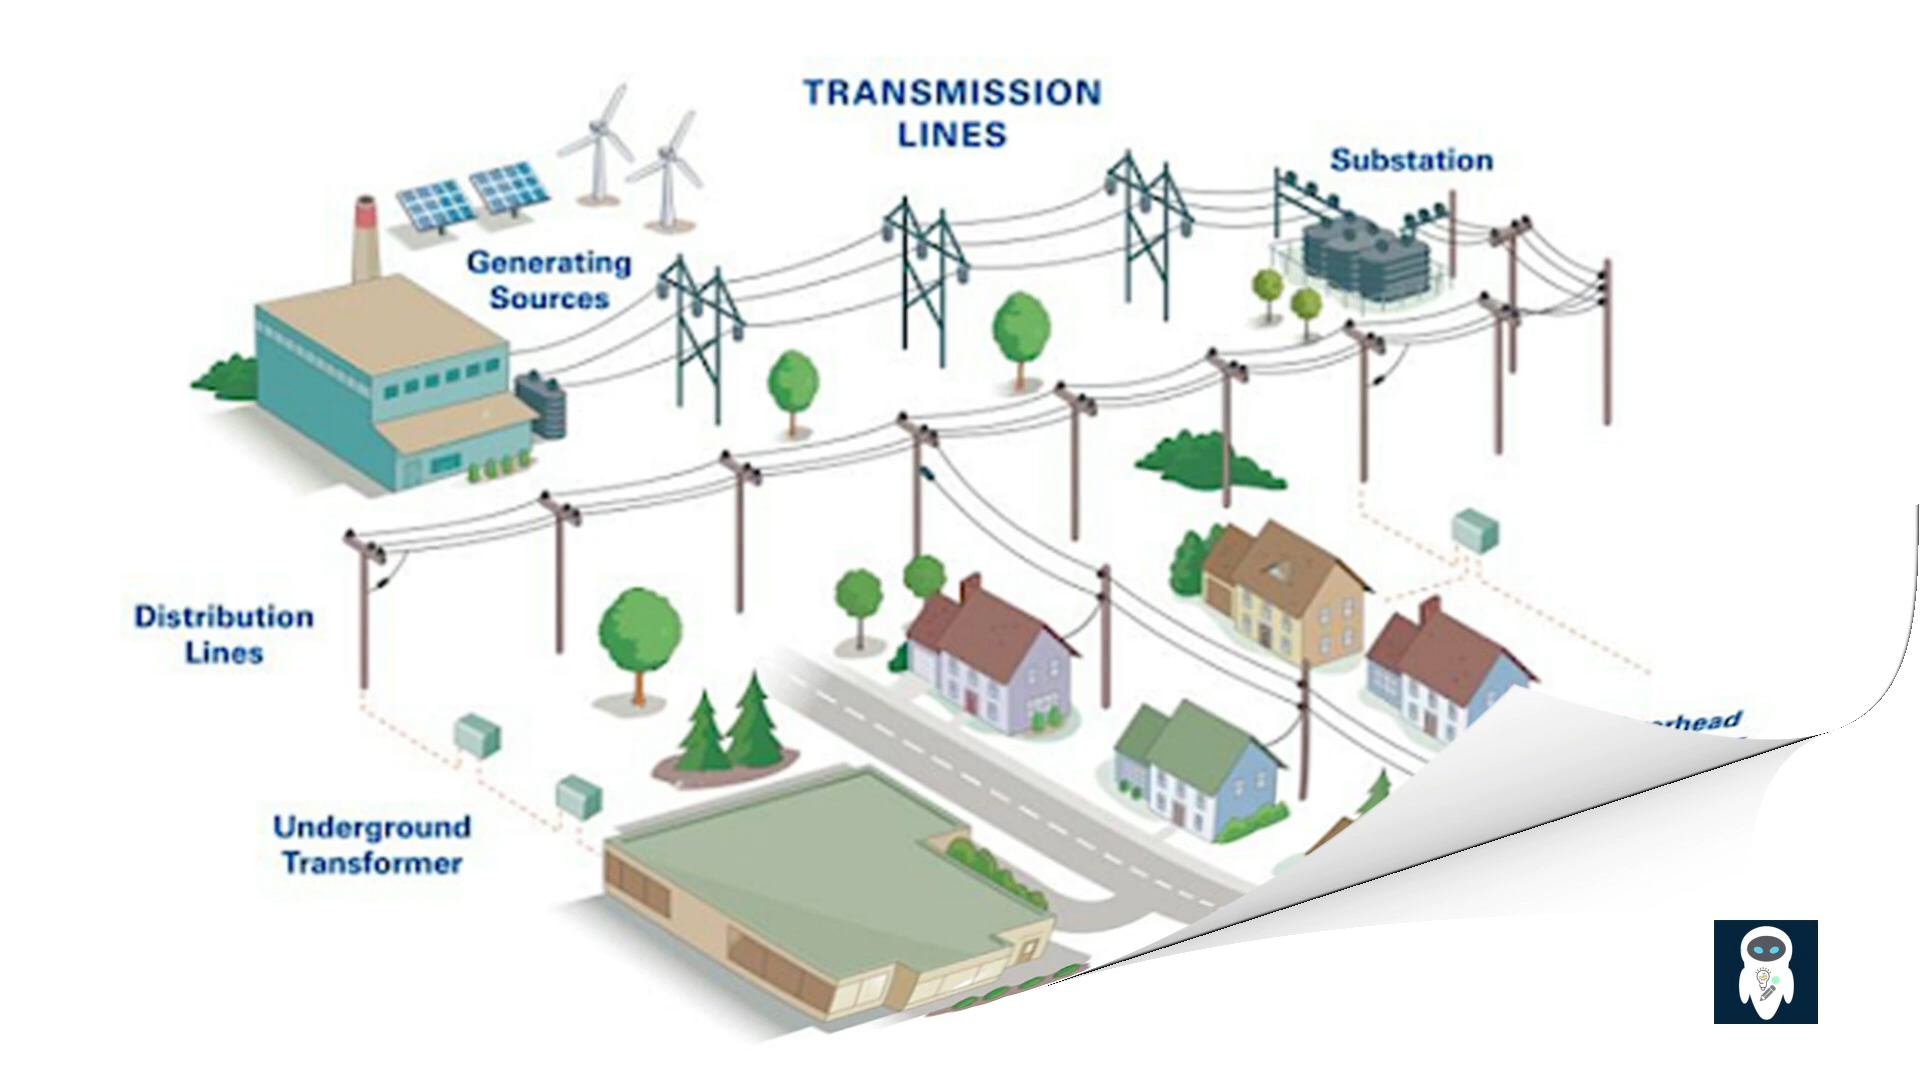 TRANSMISSION
LINES
Substation
Generating
Sources
Distribution
Lines
Underground
Transformer